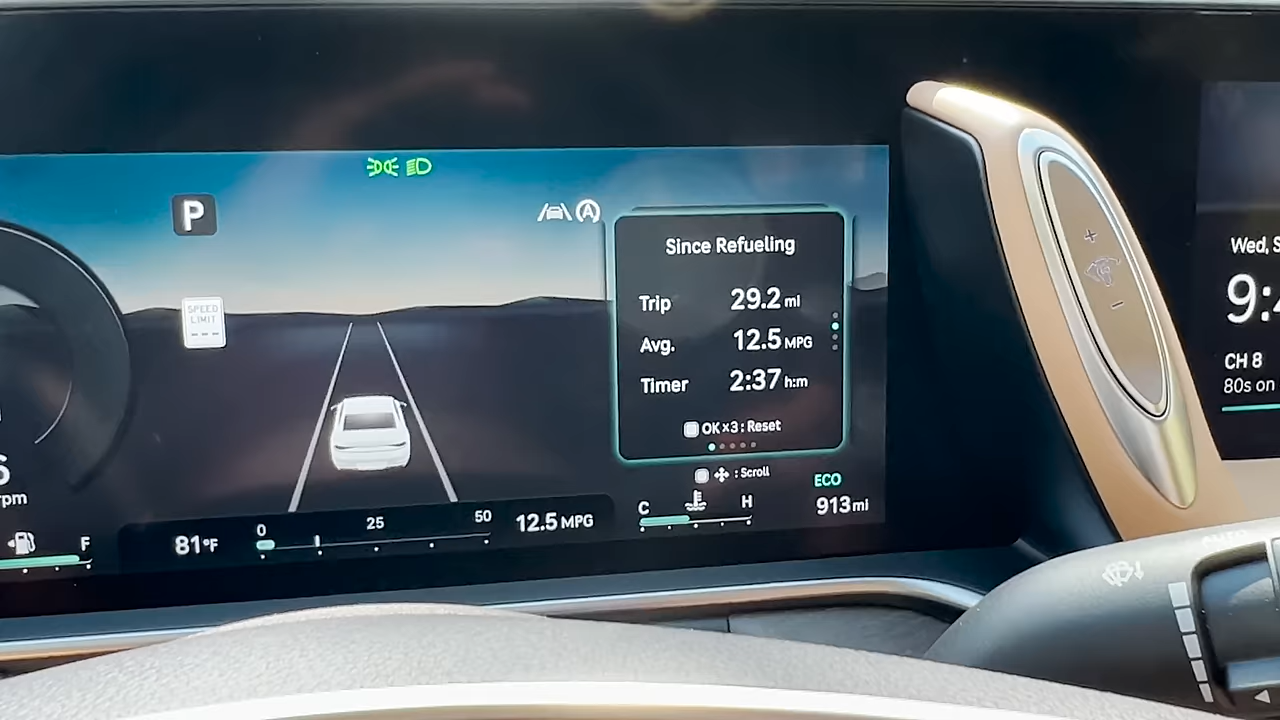 P
A
SPEED
LIMIT
Since Refueling
Trip 29.2 mi
Avg. 12.5 MPG
Timer 2:37 h:m
OK x3 : Reset
: Scroll
ECO
C H
913 mi
rpm
F
81°F
0 25 50
12.5 MPG
+
−
Wed, S
9:
CH 8
80s on